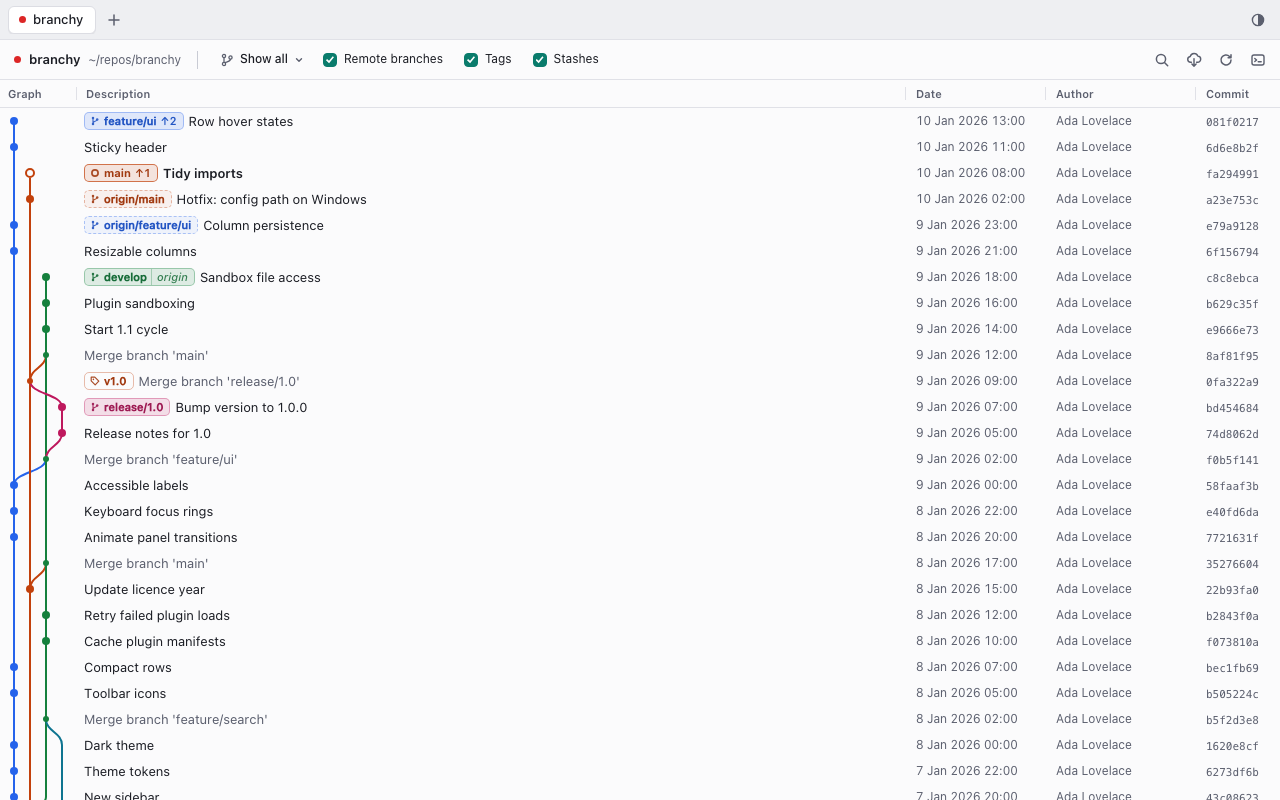 branchy
branchy ~/repos/branchy Show all Remote branches Tags Stashes
Graph Description Date Author Commit
feature/ui ↑2 Row hover states 10 Jan 2026 13:00 Ada Lovelace 081f0217
Sticky header 10 Jan 2026 11:00 Ada Lovelace 6d6e8b2f
main ↑1 Tidy imports 10 Jan 2026 08:00 Ada Lovelace fa294991
origin/main Hotfix: config path on Windows 10 Jan 2026 02:00 Ada Lovelace a23e753c
origin/feature/ui Column persistence 9 Jan 2026 23:00 Ada Lovelace e79a9128
Resizable columns 9 Jan 2026 21:00 Ada Lovelace 6f156794
develop origin Sandbox file access 9 Jan 2026 18:00 Ada Lovelace c8c8ebca
Plugin sandboxing 9 Jan 2026 16:00 Ada Lovelace b629c35f
Start 1.1 cycle 9 Jan 2026 14:00 Ada Lovelace e9666e73
Merge branch 'main' 9 Jan 2026 12:00 Ada Lovelace 8af81f95
v1.0 Merge branch 'release/1.0' 9 Jan 2026 09:00 Ada Lovelace 0fa322a9
release/1.0 Bump version to 1.0.0 9 Jan 2026 07:00 Ada Lovelace bd454684
Release notes for 1.0 9 Jan 2026 05:00 Ada Lovelace 74d8062d
Merge branch 'feature/ui' 9 Jan 2026 02:00 Ada Lovelace f0b5f141
Accessible labels 9 Jan 2026 00:00 Ada Lovelace 58faaf3b
Keyboard focus rings 8 Jan 2026 22:00 Ada Lovelace e40fd6da
Animate panel transitions 8 Jan 2026 20:00 Ada Lovelace 7721631f
Merge branch 'main' 8 Jan 2026 17:00 Ada Lovelace 35276604
Update licence year 8 Jan 2026 15:00 Ada Lovelace 22b93fa0
Retry failed plugin loads 8 Jan 2026 12:00 Ada Lovelace b2843f0a
Cache plugin manifests 8 Jan 2026 10:00 Ada Lovelace f073810a
Compact rows 8 Jan 2026 07:00 Ada Lovelace bec1fb69
Toolbar icons 8 Jan 2026 05:00 Ada Lovelace b505224c
Merge branch 'feature/search' 8 Jan 2026 02:00 Ada Lovelace b5f2d3e8
Dark theme 8 Jan 2026 00:00 Ada Lovelace 1620e8cf
Theme tokens 7 Jan 2026 22:00 Ada Lovelace 6273df6b
New sidebar 7 Jan 2026 20:00 Ada Lovelace 43c08623